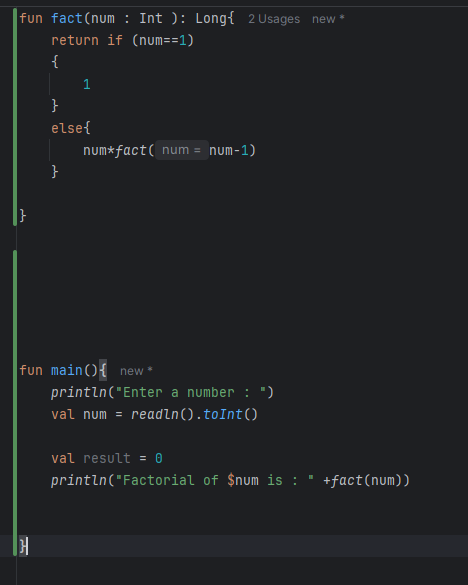 fun fact(num : Int ): Long{ 2 Usages new *
return if (num==1)
{
1
}
else{
num*fact( num = num-1)
}
}
fun main(){ new *
println("Enter a number : ")
val num = readln().toInt()
val result = 0
println("Factorial of $num is : " +fact(num))
}